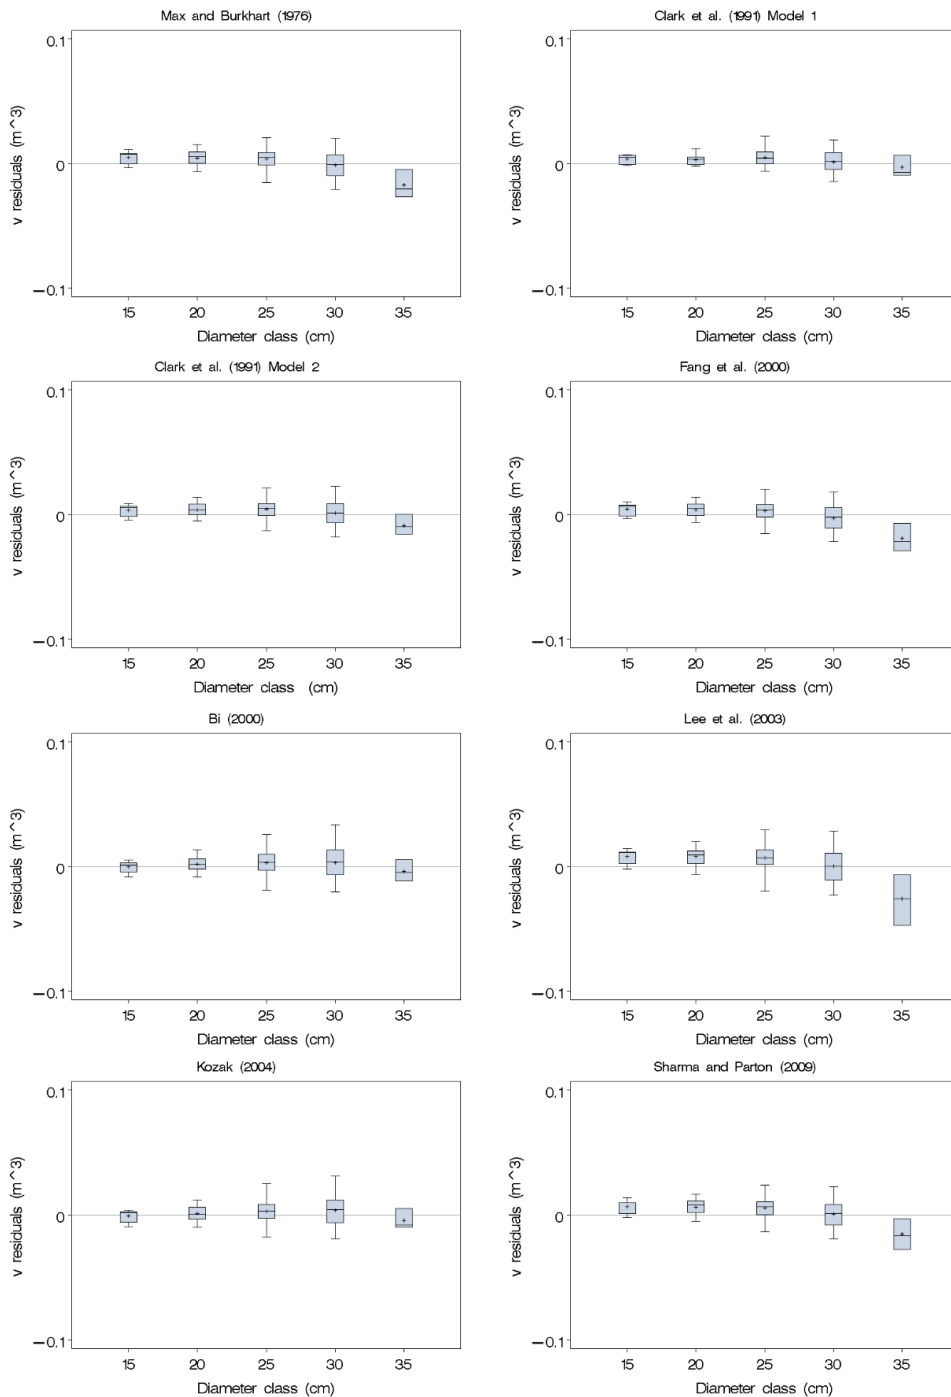 Max and Burkhart (1976)
0.1
0
−0.1
v residuals (m^3)
15 20 25 30 35
Diameter class (cm)
Clark et al. (1991) Model 1
0.1
0
−0.1
v residuals (m^3)
15 20 25 30 35
Diameter class (cm)
Clark et al. (1991) Model 2
0.1
0
−0.1
v residuals (m^3)
15 20 25 30 35
Diameter class (cm)
Fang et al. (2000)
0.1
0
−0.1
v residuals (m^3)
15 20 25 30 35
Diameter class (cm)
Bi (2000)
0.1
0
−0.1
v residuals (m^3)
15 20 25 30 35
Diameter class (cm)
Lee et al. (2003)
0.1
0
−0.1
v residuals (m^3)
15 20 25 30 35
Diameter class (cm)
Kozak (2004)
0.1
0
−0.1
v residuals (m^3)
15 20 25 30 35
Diameter class (cm)
Sharma and Parton (2009)
0.1
0
−0.1
v residuals (m^3)
15 20 25 30 35
Diameter class (cm)